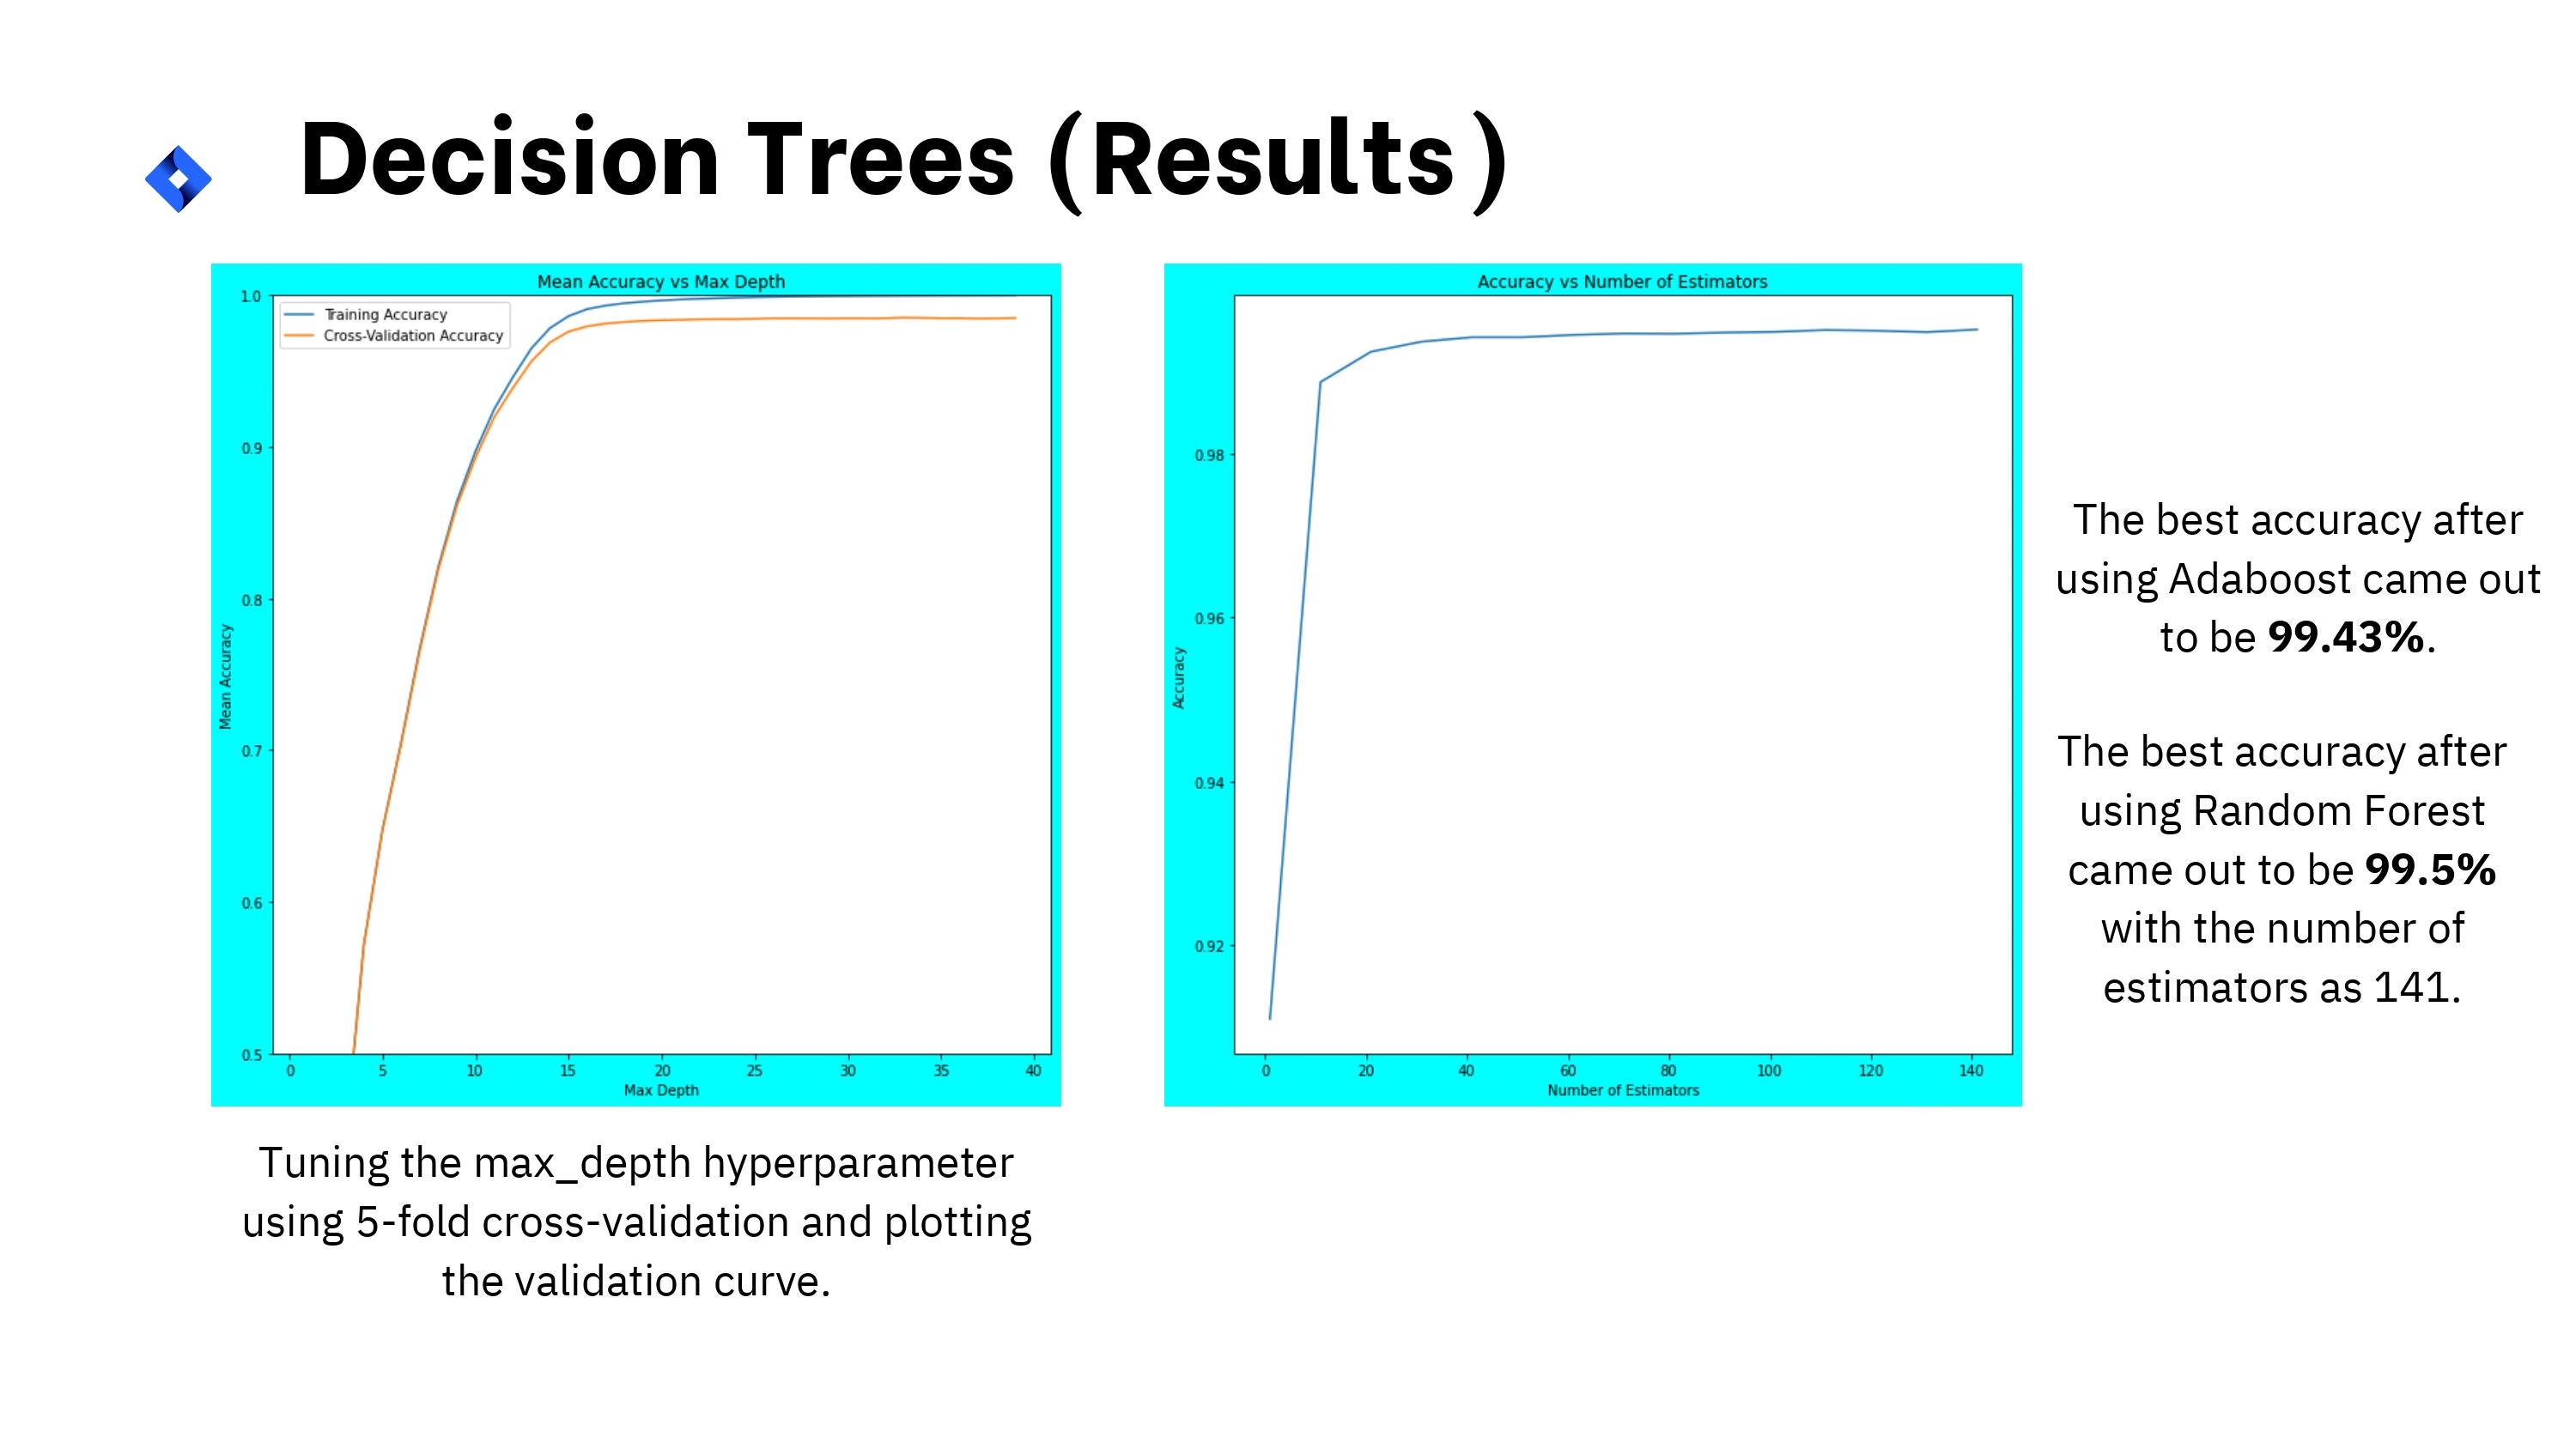 Decision Trees (Results)
Mean Accuracy vs Max Depth
Training Accuracy
Cross-Validation Accuracy
1.0
0.9
0.8
0.7
0.6
0.5
Mean Accuracy
0 5 10 15 20 25 30 35 40
Max Depth
Tuning the max_depth hyperparameter
using 5-fold cross-validation and plotting
the validation curve.
Accuracy vs Number of Estimators
0.98
0.96
0.94
0.92
Accuracy
0 20 40 60 80 100 120 140
Number of Estimators
The best accuracy after
using Adaboost came out
to be 99.43%.
The best accuracy after
using Random Forest
came out to be 99.5%
with the number of
estimators as 141.